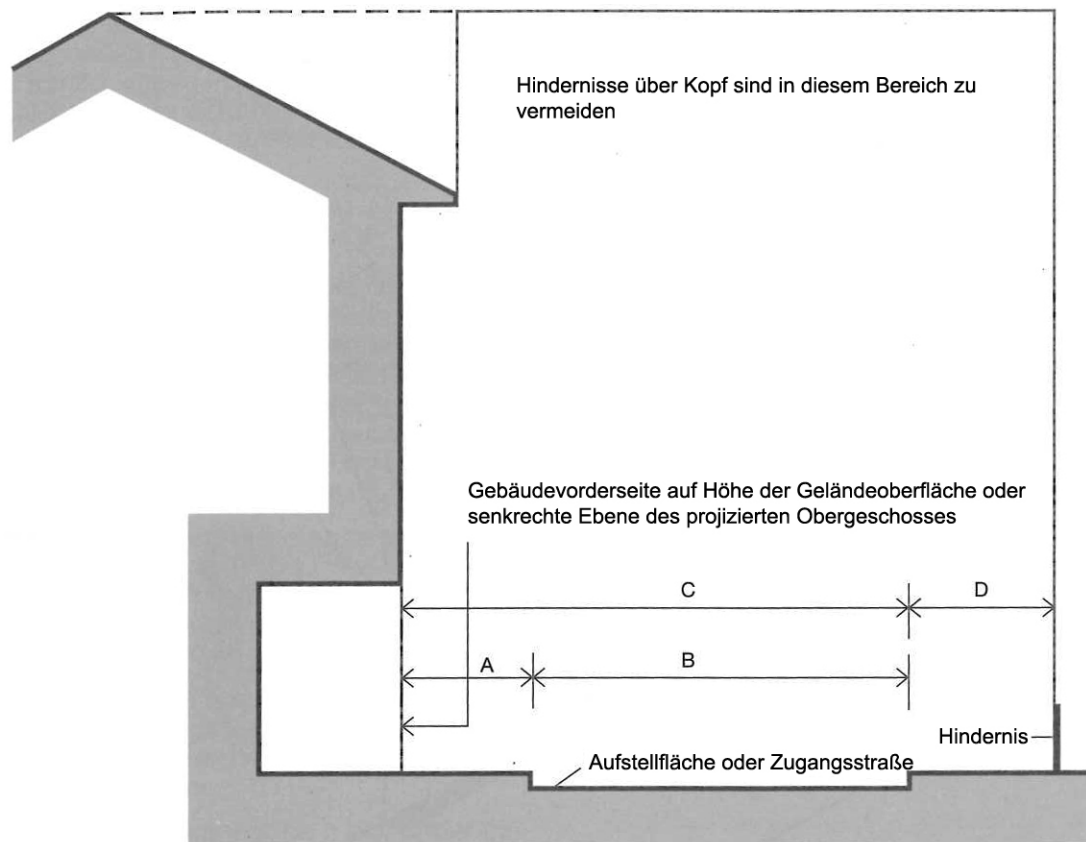 Hindernisse über Kopf sind in diesem Bereich zu
vermeiden
Gebäudevorderseite auf Höhe der Geländeoberfläche oder
senkrechte Ebene des projizierten Obergeschosses
C
D
A
B
Hindernis
Aufstellfläche oder Zugangsstraße